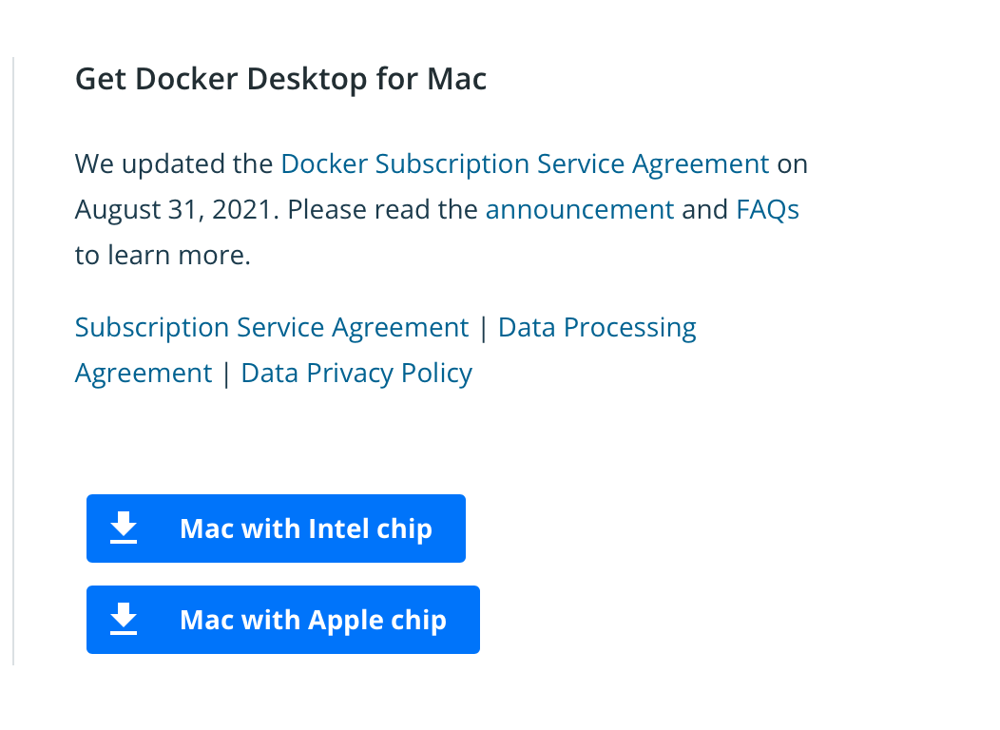 Get Docker Desktop for Mac
We updated the Docker Subscription Service Agreement on
August 31, 2021. Please read the announcement and FAQs
to learn more.
Subscription Service Agreement | Data Processing
Agreement | Data Privacy Policy
Mac with Intel chip
Mac with Apple chip